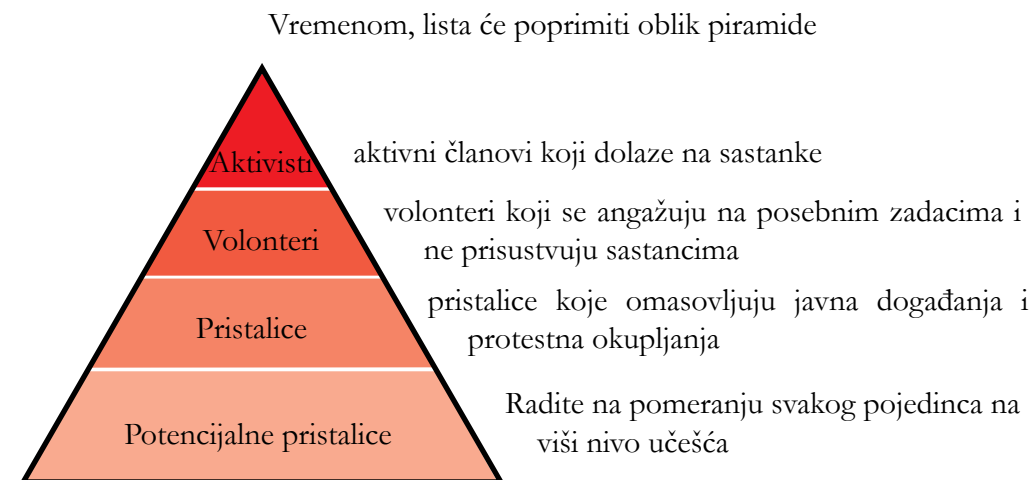 Vremenom, lista će poprimiti oblik piramide
Aktivisti
aktivni članovi koji dolaze na sastanke
Volonteri
volonteri koji se angažuju na posebnim zadacima i
ne prisustvuju sastancima
Pristalice
pristalice koje omasovljuju javna događanja i
protestna okupljanja
Potencijalne pristalice
Radite na pomeranju svakog pojedinca na
viši nivo učešća